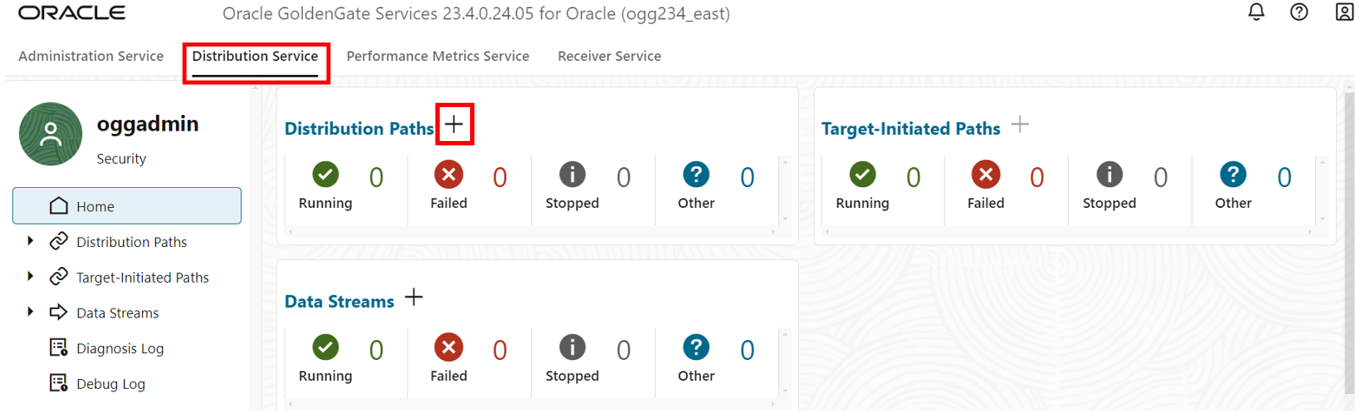 ORACLE
Oracle GoldenGate Services 23.4.0.24.05 for Oracle (ogg234_east)
Administration Service
Distribution Service
Performance Metrics Service
Receiver Service
oggadmin
Security
Home
Distribution Paths
Target-Initiated Paths
Data Streams
Diagnosis Log
Debug Log
Distribution Paths
0
Running
0
Failed
0
Stopped
0
Other
Target-Initiated Paths
0
Running
0
Failed
0
Stopped
0
Other
Data Streams
0
Running
0
Failed
0
Stopped
0
Other